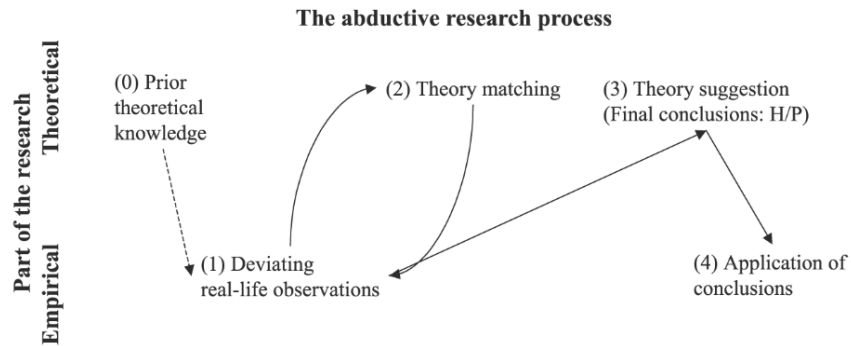 The abductive research process
Part of the research
Theoretical
Empirical
(0) Prior
theoretical
knowledge
(1) Deviating
real-life observations
(2) Theory matching
(3) Theory suggestion
(Final conclusions: H/P)
(4) Application of
conclusions